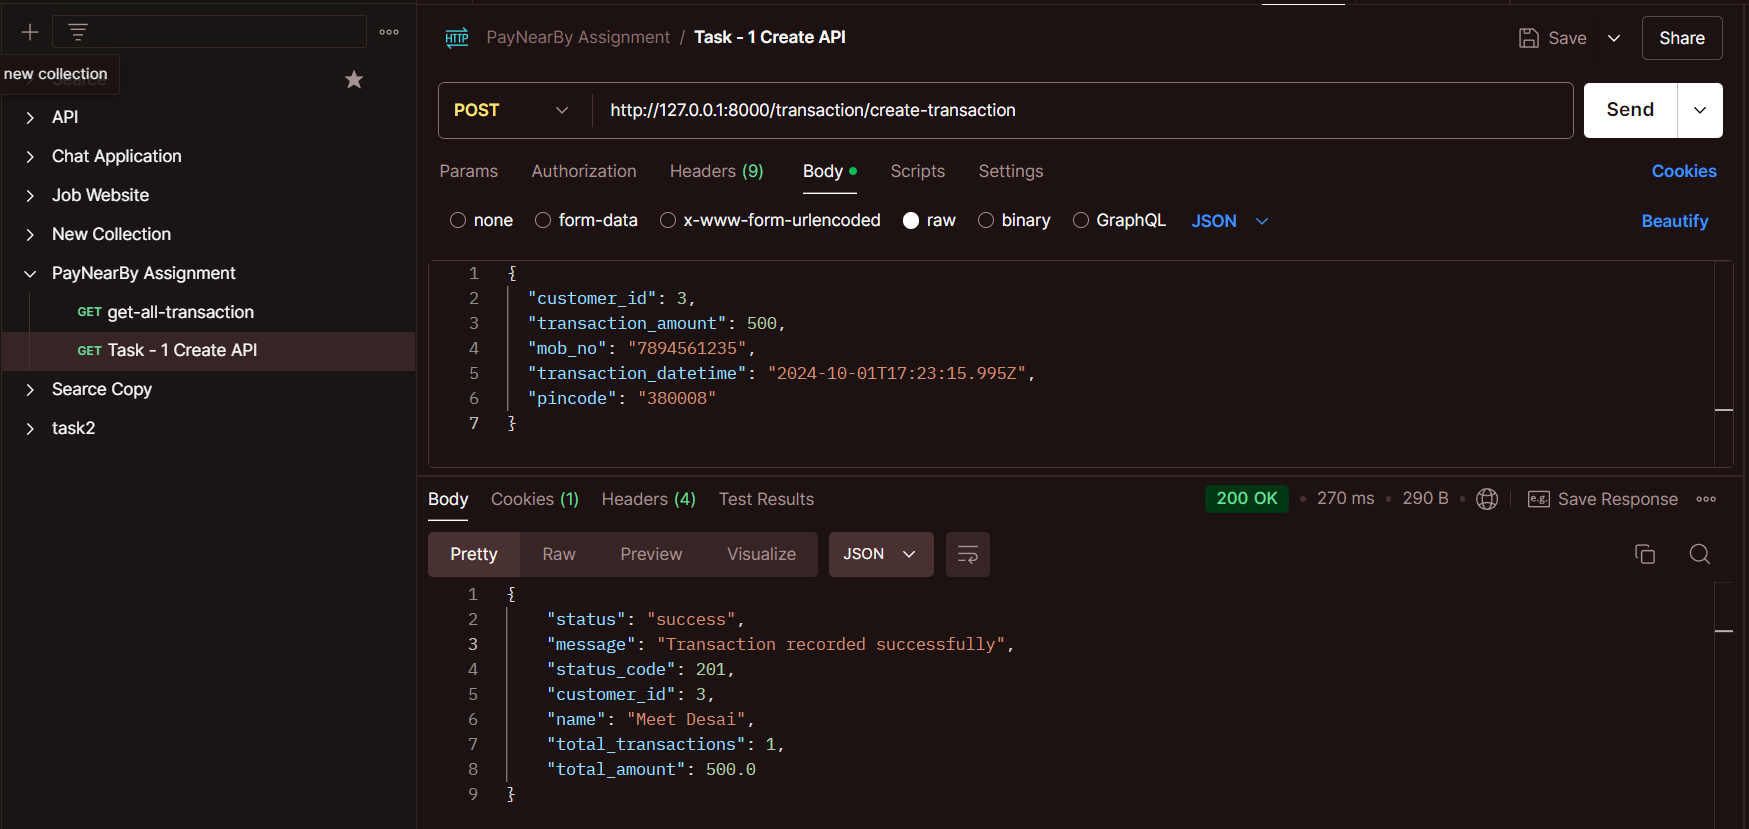 new collection
API
Chat Application
Job Website
New Collection
PayNearBy Assignment
GET get-all-transaction
GET Task - 1 Create API
Searce Copy
task2
HTTP PayNearBy Assignment / Task - 1 Create API
Save
Share
POST http://127.0.0.1:8000/transaction/create-transaction
Send
Params Authorization Headers (9) Body Scripts Settings Cookies
none form-data x-www-form-urlencoded raw binary GraphQL JSON Beautify
1 {
2 "customer_id": 3,
3 "transaction_amount": 500,
4 "mob_no": "7894561235",
5 "transaction_datetime": "2024-10-01T17:23:15.995Z",
6 "pincode": "380008"
7 }
Body Cookies (1) Headers (4) Test Results 200 OK • 270 ms • 290 B • e.g. Save Response
Pretty Raw Preview Visualize JSON
1 {
2 "status": "success",
3 "message": "Transaction recorded successfully",
4 "status_code": 201,
5 "customer_id": 3,
6 "name": "Meet Desai",
7 "total_transactions": 1,
8 "total_amount": 500.0
9 }